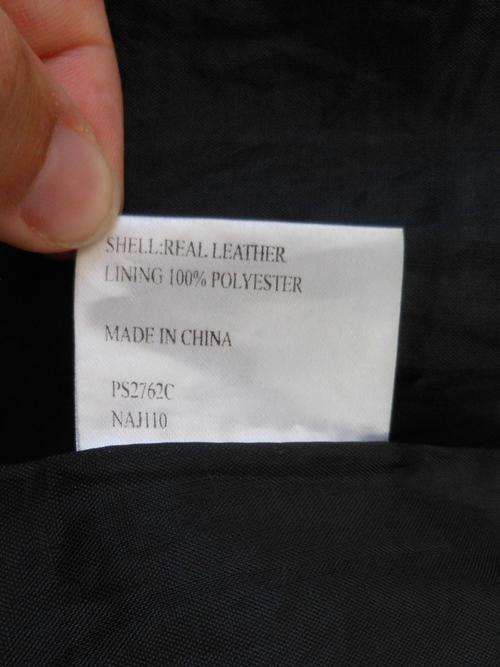 SHELL:REAL LEATHER
LINING 100% POLYESTER
MADE IN CHINA
PS2762C
NAJ110